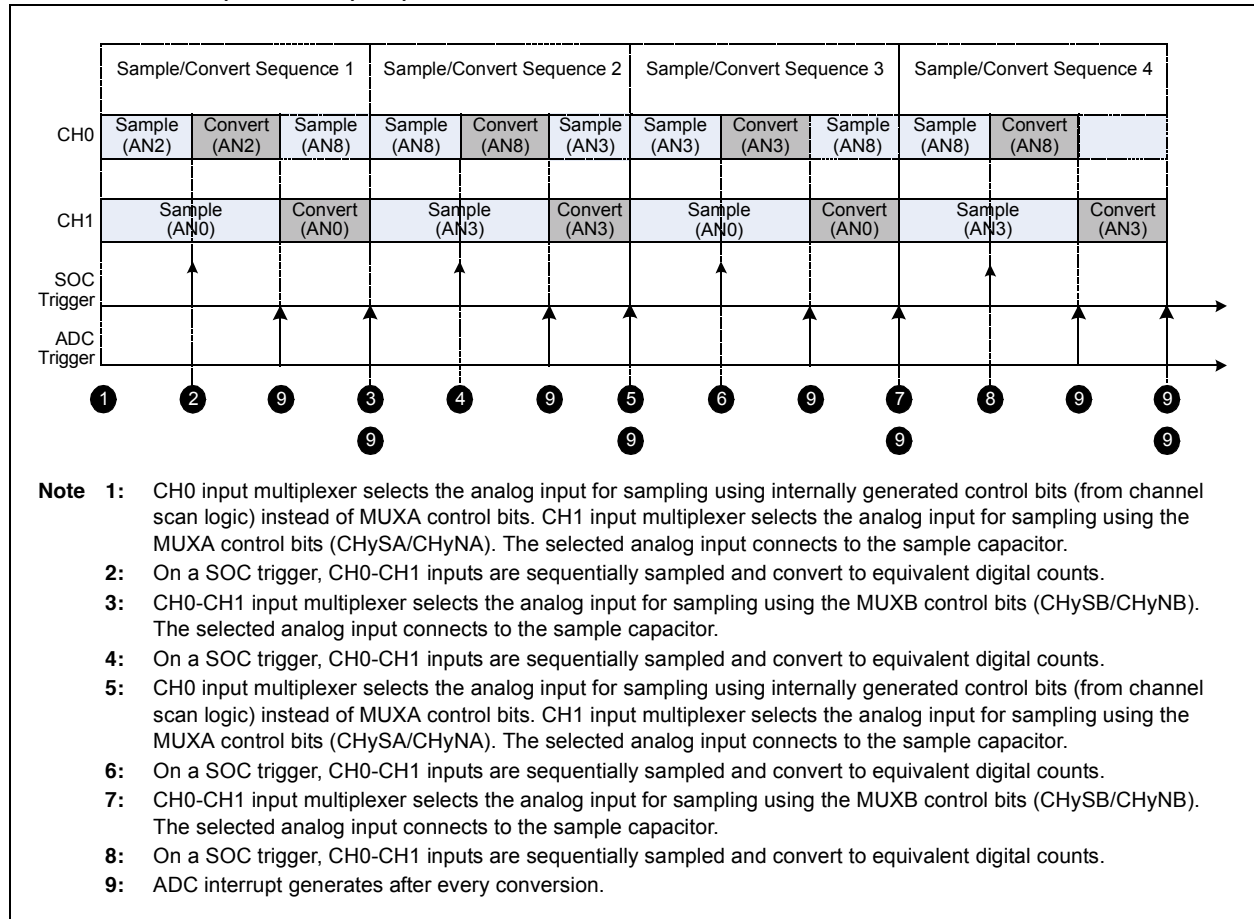 Sample/Convert Sequence 1 Sample/Convert Sequence 2 Sample/Convert Sequence 3 Sample/Convert Sequence 4
CH0
Sample (AN2)
Convert (AN2)
Sample (AN8)
Sample (AN8)
Convert (AN8)
Sample (AN3)
Sample (AN3)
Convert (AN3)
Sample (AN8)
Sample (AN8)
Convert (AN8)
CH1
Sample (AN0)
Convert (AN0)
Sample (AN3)
Convert (AN3)
Sample (AN0)
Convert (AN0)
Sample (AN3)
Convert (AN3)
SOC
Trigger
ADC
Trigger
1 2 9 3 4 9 5 6 9 7 8 9 9
9 9 9 9
Note 1: CH0 input multiplexer selects the analog input for sampling using internally generated control bits (from channel
scan logic) instead of MUXA control bits. CH1 input multiplexer selects the analog input for sampling using the
MUXA control bits (CHySA/CHyNA). The selected analog input connects to the sample capacitor.
2: On a SOC trigger, CH0-CH1 inputs are sequentially sampled and convert to equivalent digital counts.
3: CH0-CH1 input multiplexer selects the analog input for sampling using the MUXB control bits (CHySB/CHyNB).
The selected analog input connects to the sample capacitor.
4: On a SOC trigger, CH0-CH1 inputs are sequentially sampled and convert to equivalent digital counts.
5: CH0 input multiplexer selects the analog input for sampling using internally generated control bits (from channel
scan logic) instead of MUXA control bits. CH1 input multiplexer selects the analog input for sampling using the
MUXA control bits (CHySA/CHyNA). The selected analog input connects to the sample capacitor.
6: On a SOC trigger, CH0-CH1 inputs are sequentially sampled and convert to equivalent digital counts.
7: CH0-CH1 input multiplexer selects the analog input for sampling using the MUXB control bits (CHySB/CHyNB).
The selected analog input connects to the sample capacitor.
8: On a SOC trigger, CH0-CH1 inputs are sequentially sampled and convert to equivalent digital counts.
9: ADC interrupt generates after every conversion.